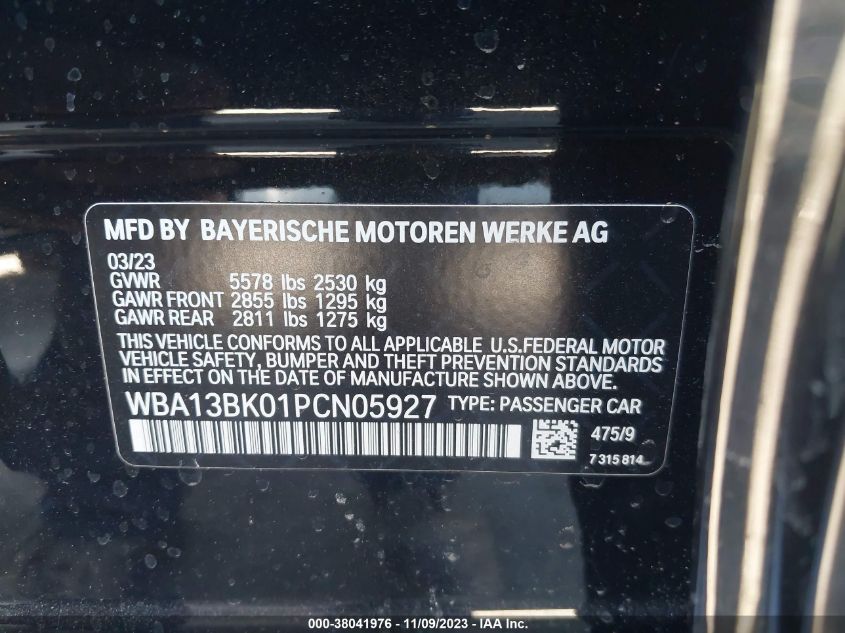 MFD BY BAYERISCHE MOTOREN WERKE AG
03/23
GVWR 5578 lbs 2530 kg
GAWR FRONT 2855 lbs 1295 kg
GAWR REAR 2811 lbs 1275 kg
THIS VEHICLE CONFORMS TO ALL APPLICABLE U.S.FEDERAL MOTOR
VEHICLE SAFETY, BUMPER AND THEFT PREVENTION STANDARDS
IN EFFECT ON THE DATE OF MANUFACTURE SHOWN ABOVE.
WBA13BK01PCN05927 TYPE: PASSENGER CAR
475/9
7 315 814
000-38041976 - 11/09/2023 - IAA Inc.